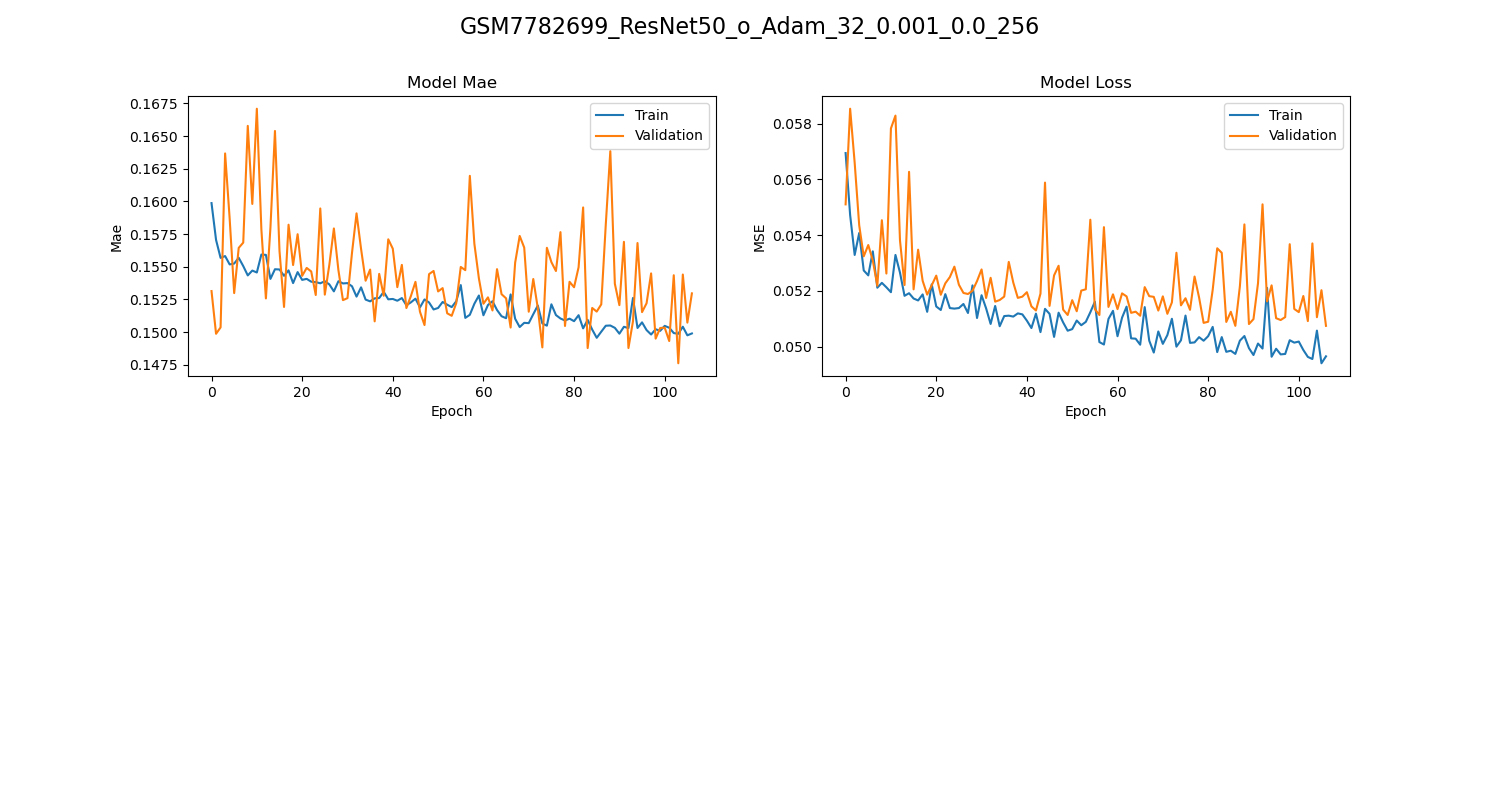 GSM7782699_ResNet50_o_Adam_32_0.001_0.0_256
Model Mae
0.1675
0.1650
0.1625
0.1600
0.1575
0.1550
0.1525
0.1500
0.1475
Mae
Train
Validation
0
20
40
60
80
100
Epoch
Model Loss
0.058
0.056
0.054
0.052
0.050
MSE
Train
Validation
0
20
40
60
80
100
Epoch